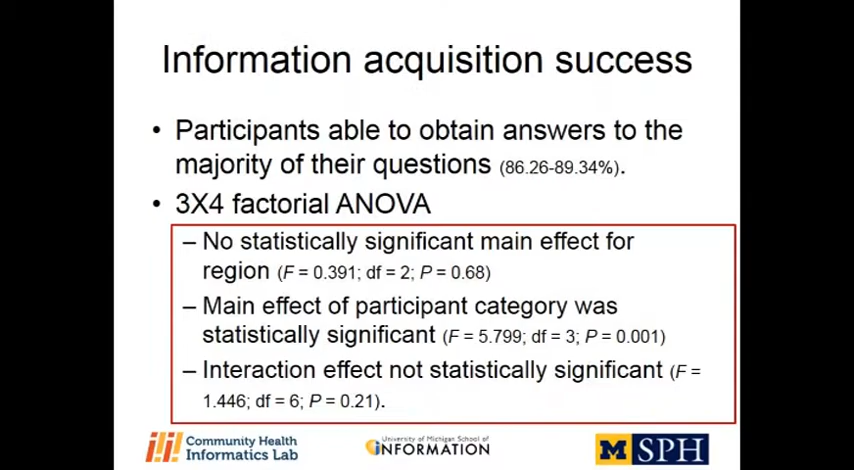 Information acquisition success
• Participants able to obtain answers to the
majority of their questions (86.26-89.34%).
• 3X4 factorial ANOVA
– No statistically significant main effect for
region (F = 0.391; df = 2; P = 0.68)
– Main effect of participant category was
statistically significant (F = 5.799; df = 3; P = 0.001)
– Interaction effect not statistically significant (F =
1.446; df = 6; P = 0.21).
Community Health
Informatics Lab
University of Michigan School of
INFORMATION
M SPH